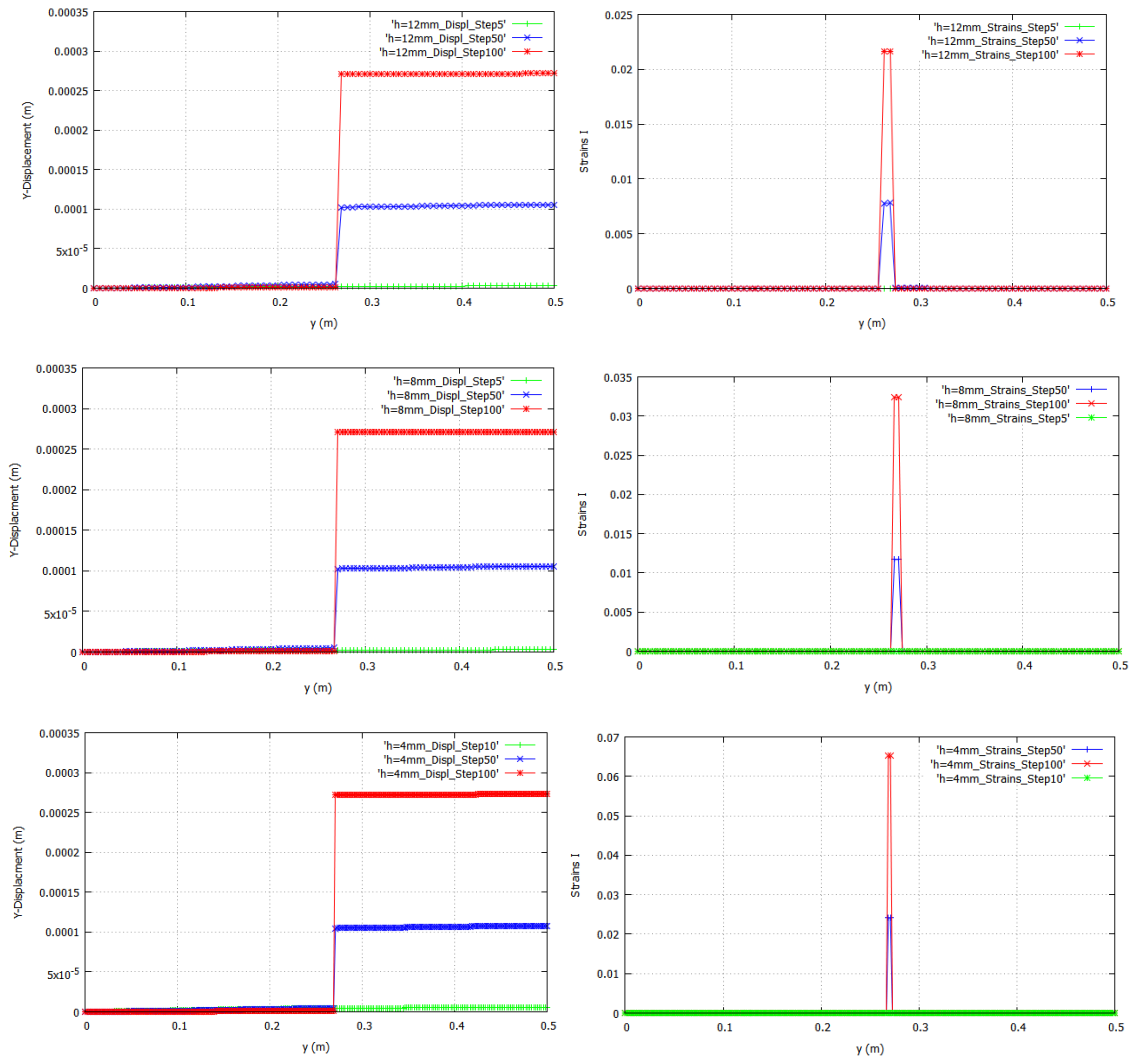 0.00035
'h=12mm_Displ_Step5'
'h=12mm_Displ_Step50'
'h=12mm_Displ_Step100'
0.0003
0.00025
0.0002
0.00015
0.0001
5x10-5
0
Y-Displacement (m)
0 0.1 0.2 0.3 0.4 0.5
y (m)
0.025
'h=12mm_Strains_Step5'
'h=12mm_Strains_Step50'
'h=12mm_Strains_Step100'
0.02
0.015
0.01
0.005
0
Strains I
0 0.1 0.2 0.3 0.4 0.5
y (m)
0.00035
'h=8mm_Displ_Step5'
'h=8mm_Displ_Step50'
'h=8mm_Displ_Step100'
0.0003
0.00025
0.0002
0.00015
0.0001
5x10-5
0
Y-Displacment (m)
0 0.1 0.2 0.3 0.4 0.5
y (m)
0.035
'h=8mm_Strains_Step50'
'h=8mm_Strains_Step100'
'h=8mm_Strains_Step5'
0.03
0.025
0.02
0.015
0.01
0.005
0
Strains I
0 0.1 0.2 0.3 0.4 0.5
y (m)
0.00035
'h=4mm_Displ_Step10'
'h=4mm_Displ_Step50'
'h=4mm_Displ_Step100'
0.0003
0.00025
0.0002
0.00015
0.0001
5x10-5
0
Y-Displacment (m)
0 0.1 0.2 0.3 0.4 0.5
y (m)
0.07
'h=4mm_Strains_Step50'
'h=4mm_Strains_Step100'
'h=4mm_Strains_Step10'
0.06
0.05
0.04
0.03
0.02
0.01
0
Strains I
0 0.1 0.2 0.3 0.4 0.5
y (m)